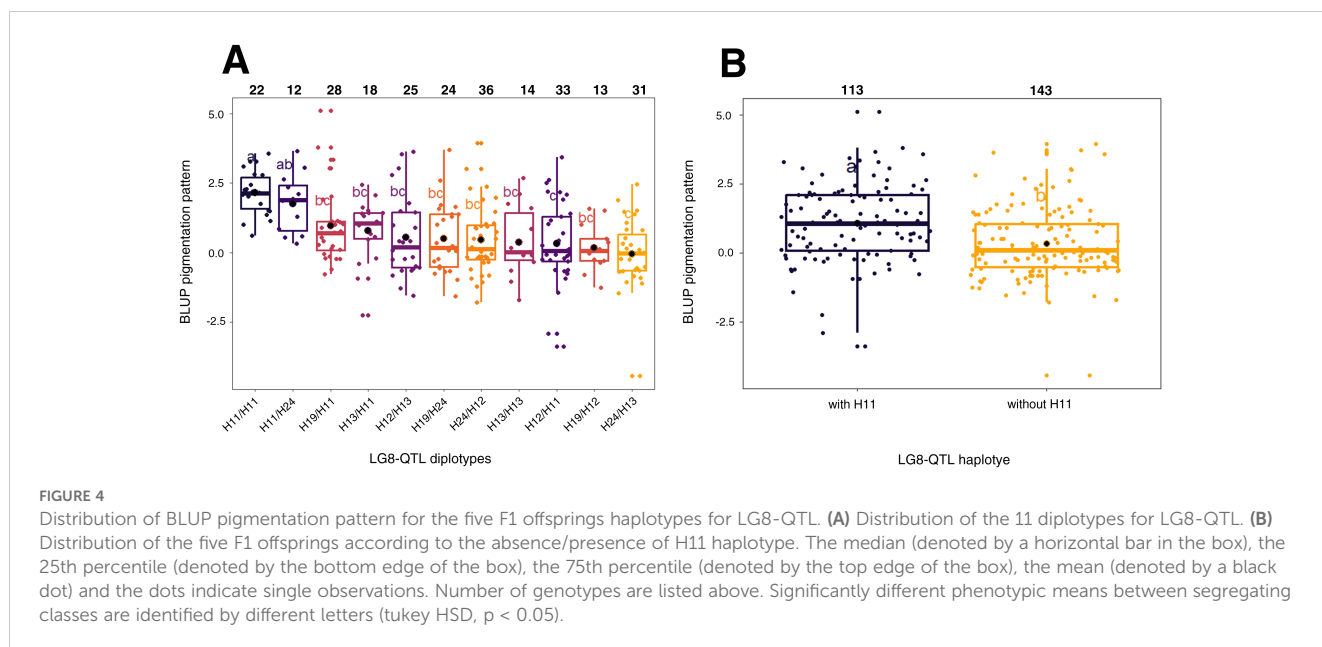 A
B
22 12 28 18 25 24 36 14 33 13 31
113 143
5.0
2.5
0.0
-2.5
BLUP pigmentation pattern
a ab bc bc bc bc bc bc c bc c
H11/H11 H11/H24 H19/H11 H13/H11 H12/H13 H19/H24 H24/H12 H13/H13 H12/H11 H19/H12 H24/H13
LG8-QTL diplotypes
5.0
2.5
0.0
-2.5
BLUP pigmentation pattern
a b
with H11 without H11
LG8-QTL haplotye
FIGURE 4
Distribution of BLUP pigmentation pattern for the five F1 offsprings haplotypes for LG8-QTL. (A) Distribution of the 11 diplotypes for LG8-QTL. (B)
Distribution of the five F1 offsprings according to the absence/presence of H11 haplotype. The median (denoted by a horizontal bar in the box), the
25th percentile (denoted by the bottom edge of the box), the 75th percentile (denoted by the top edge of the box), the mean (denoted by a black
dot) and the dots indicate single observations. Number of genotypes are listed above. Significantly different phenotypic means between segregating
classes are identified by different letters (tukey HSD, p < 0.05).